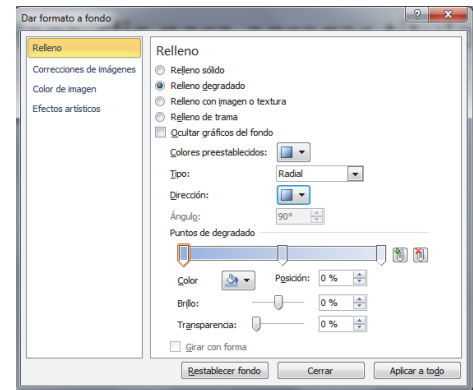 Dar formato a fondo
Relleno
Correcciones de imágenes
Color de imagen
Efectos artísticos
Relleno
Relleno sólido
Relleno degradado
Relleno con imagen o textura
Relleno de trama
Ocultar gráficos del fondo
Colores preestablecidos:
Tipo: Radial
Dirección:
Ángulo: 90°
Puntos de degradado
Color Posición: 0 %
Brillo: 0 %
Transparencia: 0 %
Girar con forma
Restablecer fondo Cerrar Aplicar a todo